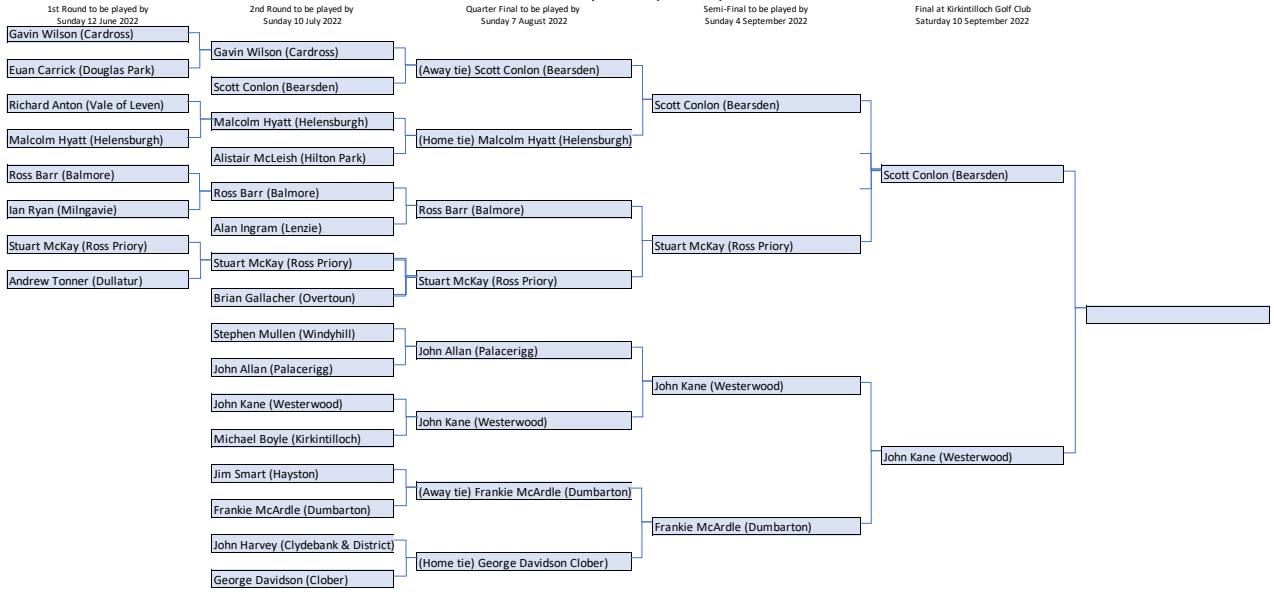 1st Round to be played by
Sunday 12 June 2022
2nd Round to be played by
Sunday 10 July 2022
Quarter Final to be played by
Sunday 7 August 2022
Semi-Final to be played by
Sunday 4 September 2022
Final at Kirkintilloch Golf Club
Saturday 10 September 2022
Gavin Wilson (Cardross)
Euan Carrick (Douglas Park)
Richard Anton (Vale of Leven)
Malcolm Hyatt (Helensburgh)
Ross Barr (Balmore)
Ian Ryan (Milngavie)
Stuart McKay (Ross Priory)
Andrew Tonner (Dullatur)
Gavin Wilson (Cardross)
Scott Conlon (Bearsden)
Malcolm Hyatt (Helensburgh)
Alistair McLeish (Hilton Park)
Ross Barr (Balmore)
Alan Ingram (Lenzie)
Stuart McKay (Ross Priory)
Brian Gallacher (Overtoun)
Stephen Mullen (Windyhill)
John Allan (Palacerigg)
John Kane (Westerwood)
Michael Boyle (Kirkintilloch)
Jim Smart (Hayston)
Frankie McArdle (Dumbarton)
John Harvey (Clydebank & District)
George Davidson (Clober)
(Away tie) Scott Conlon (Bearsden)
(Home tie) Malcolm Hyatt (Helensburgh)
Ross Barr (Balmore)
Stuart McKay (Ross Priory)
John Allan (Palacerigg)
John Kane (Westerwood)
(Away tie) Frankie McArdle (Dumbarton)
(Home tie) George Davidson Clober)
Scott Conlon (Bearsden)
Stuart McKay (Ross Priory)
John Kane (Westerwood)
Frankie McArdle (Dumbarton)
Scott Conlon (Bearsden)
John Kane (Westerwood)